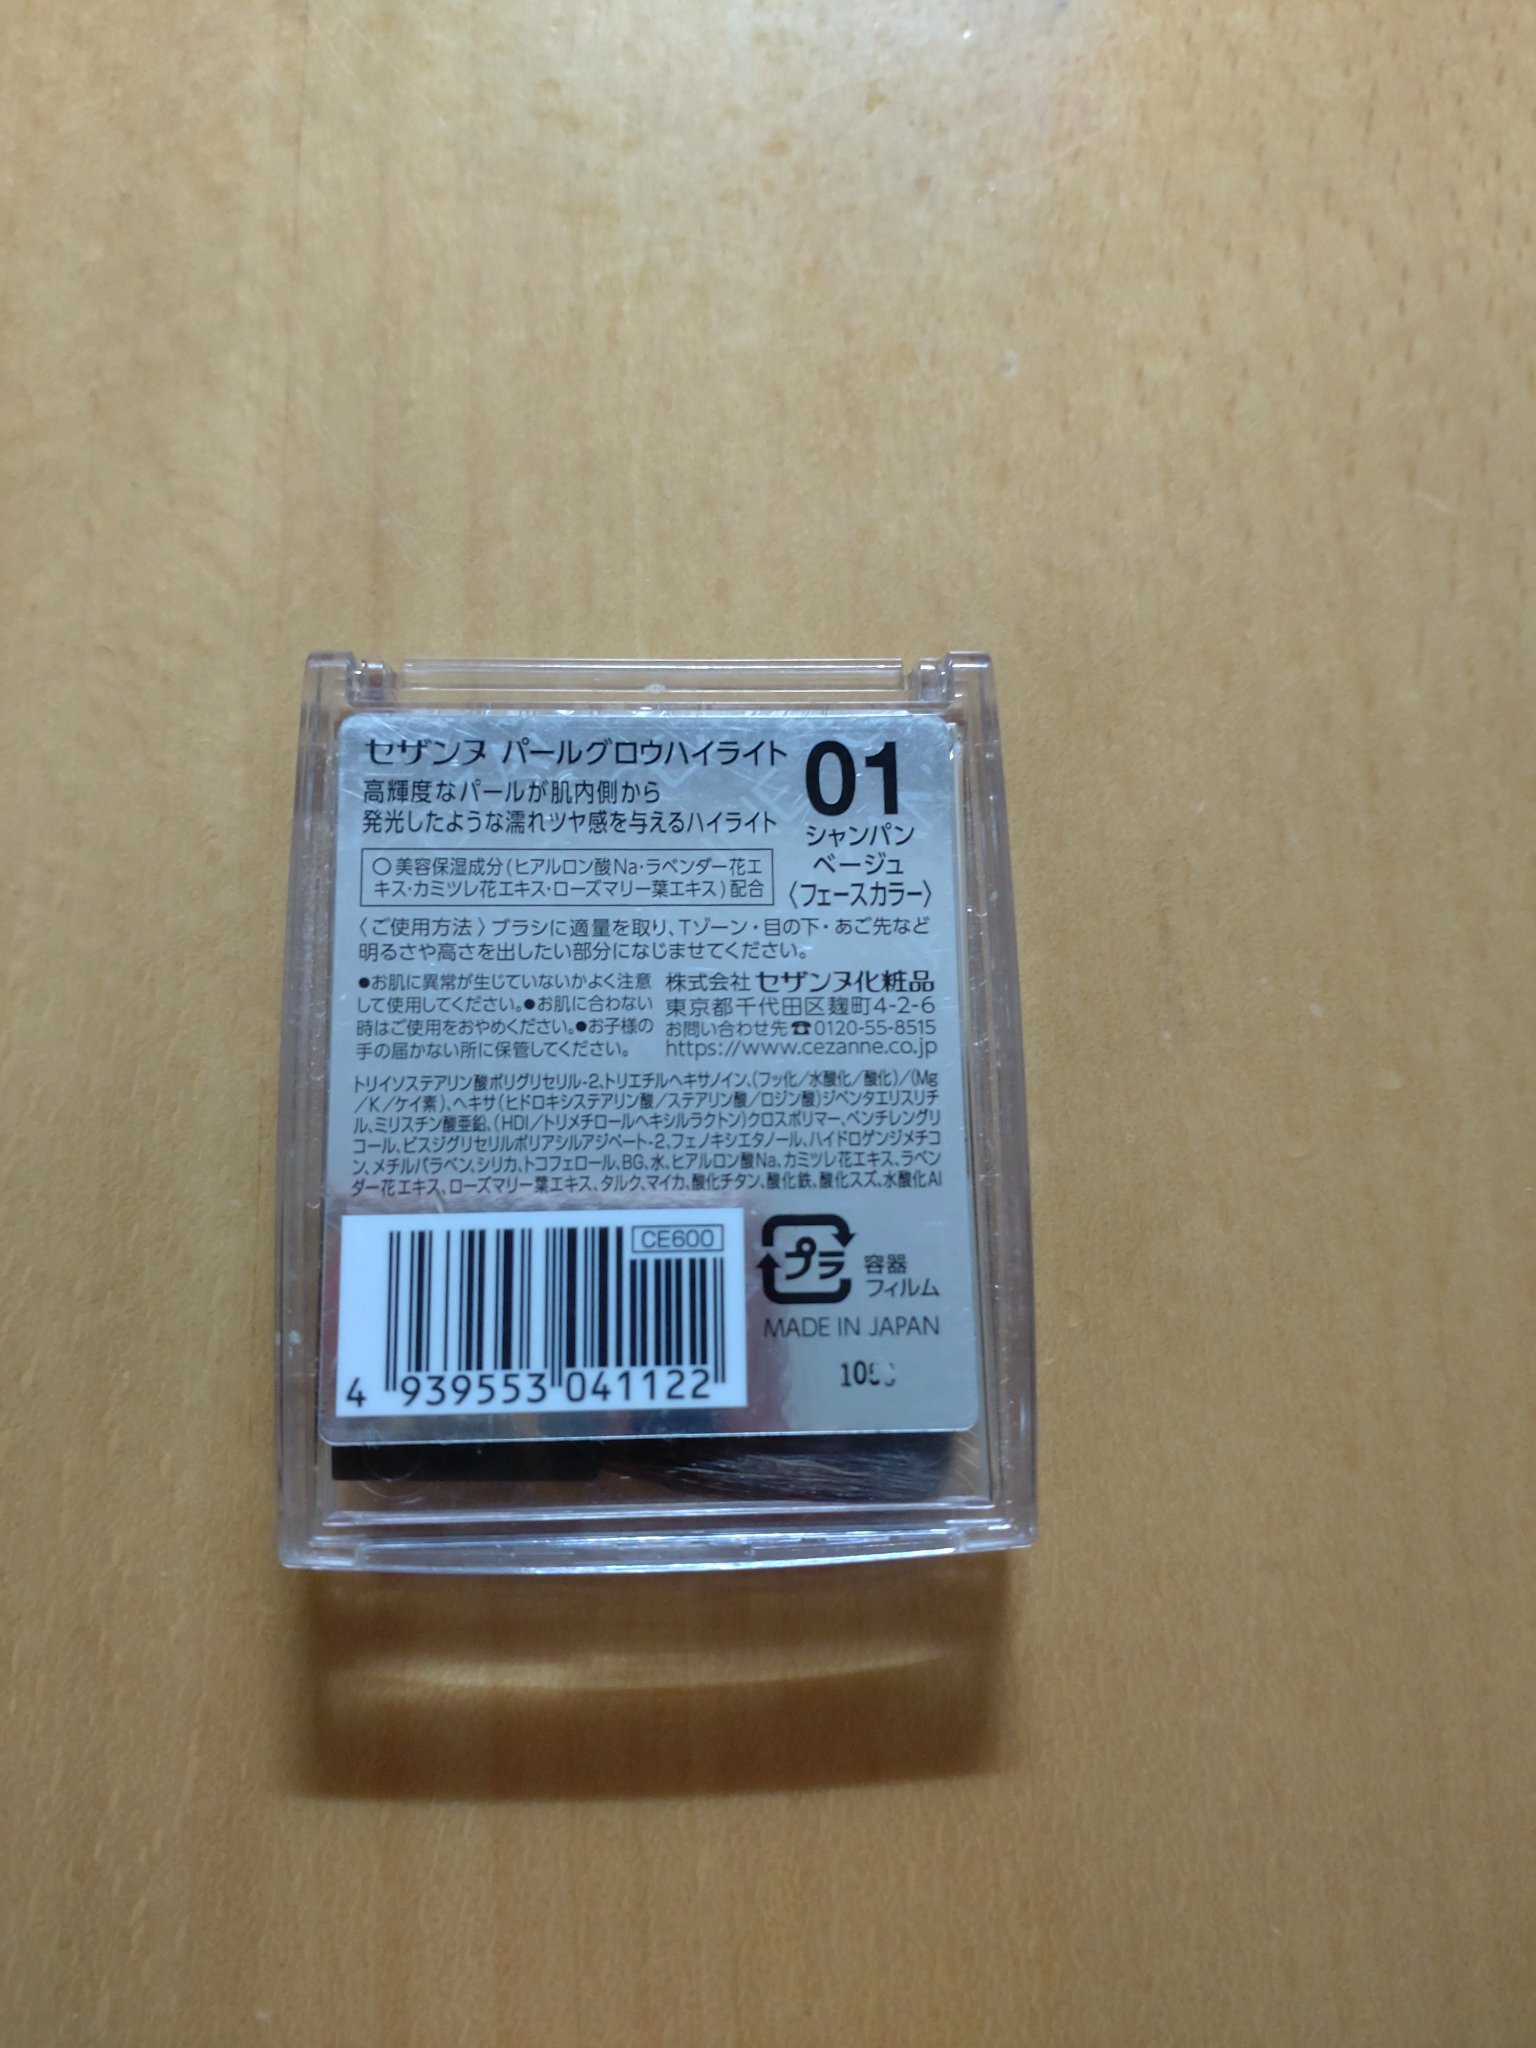 セザンヌ パールグロウハイライト
高輝度なパールが肌内側から
発光したような濡れツヤ感を与えるハイライト
01
シャンパン
ベージュ
〈フェースカラー〉
○美容保湿成分(ヒアルロン酸Na・ラベンダー花エ
キス・カミツレ花エキス・ローズマリー葉エキス)配合
〈ご使用方法〉ブラシに適量を取り、Tゾーン・目の下・あご先など
明るさや高さを出したい部分になじませてください。
●お肌に異常が生じていないかよく注意
して使用してください。●お肌に合わない
時はご使用をおやめください。●お子様の
手の届かない所に保管してください。
株式会社 セザンヌ化粧品
東京都千代田区麹町4-2-6
お問い合わせ先☎0120-55-8515
https://www.cezanne.co.jp
トリイソステアリン酸ポリグリセリル-2、トリエチルヘキサノイン、(フッ化/水酸化/酸化)/(Mg
/K/ケイ素)、ヘキサ(ヒドロキシステアリン酸/ステアリン酸/ロジン酸)ジペンタエリスリチ
ル、ミリスチン酸亜鉛、(HDI/トリメチロールヘキシルラクトン)クロスポリマー、ペンチレングリ
コール、ビスジグリセリルポリアシルアジペート-2、フェノキシエタノール、ハイドロゲンジメチコ
ン、メチルパラベン、シリカ、トコフェロール、BG、水、ヒアルロン酸Na、カミツレ花エキス、ラベン
ダー花エキス、ローズマリー葉エキス、タルク、マイカ、酸化チタン、酸化鉄、酸化スズ、水酸化Al
CE600
4 939553 041122
プラ
容器
フィルム
MADE IN JAPAN